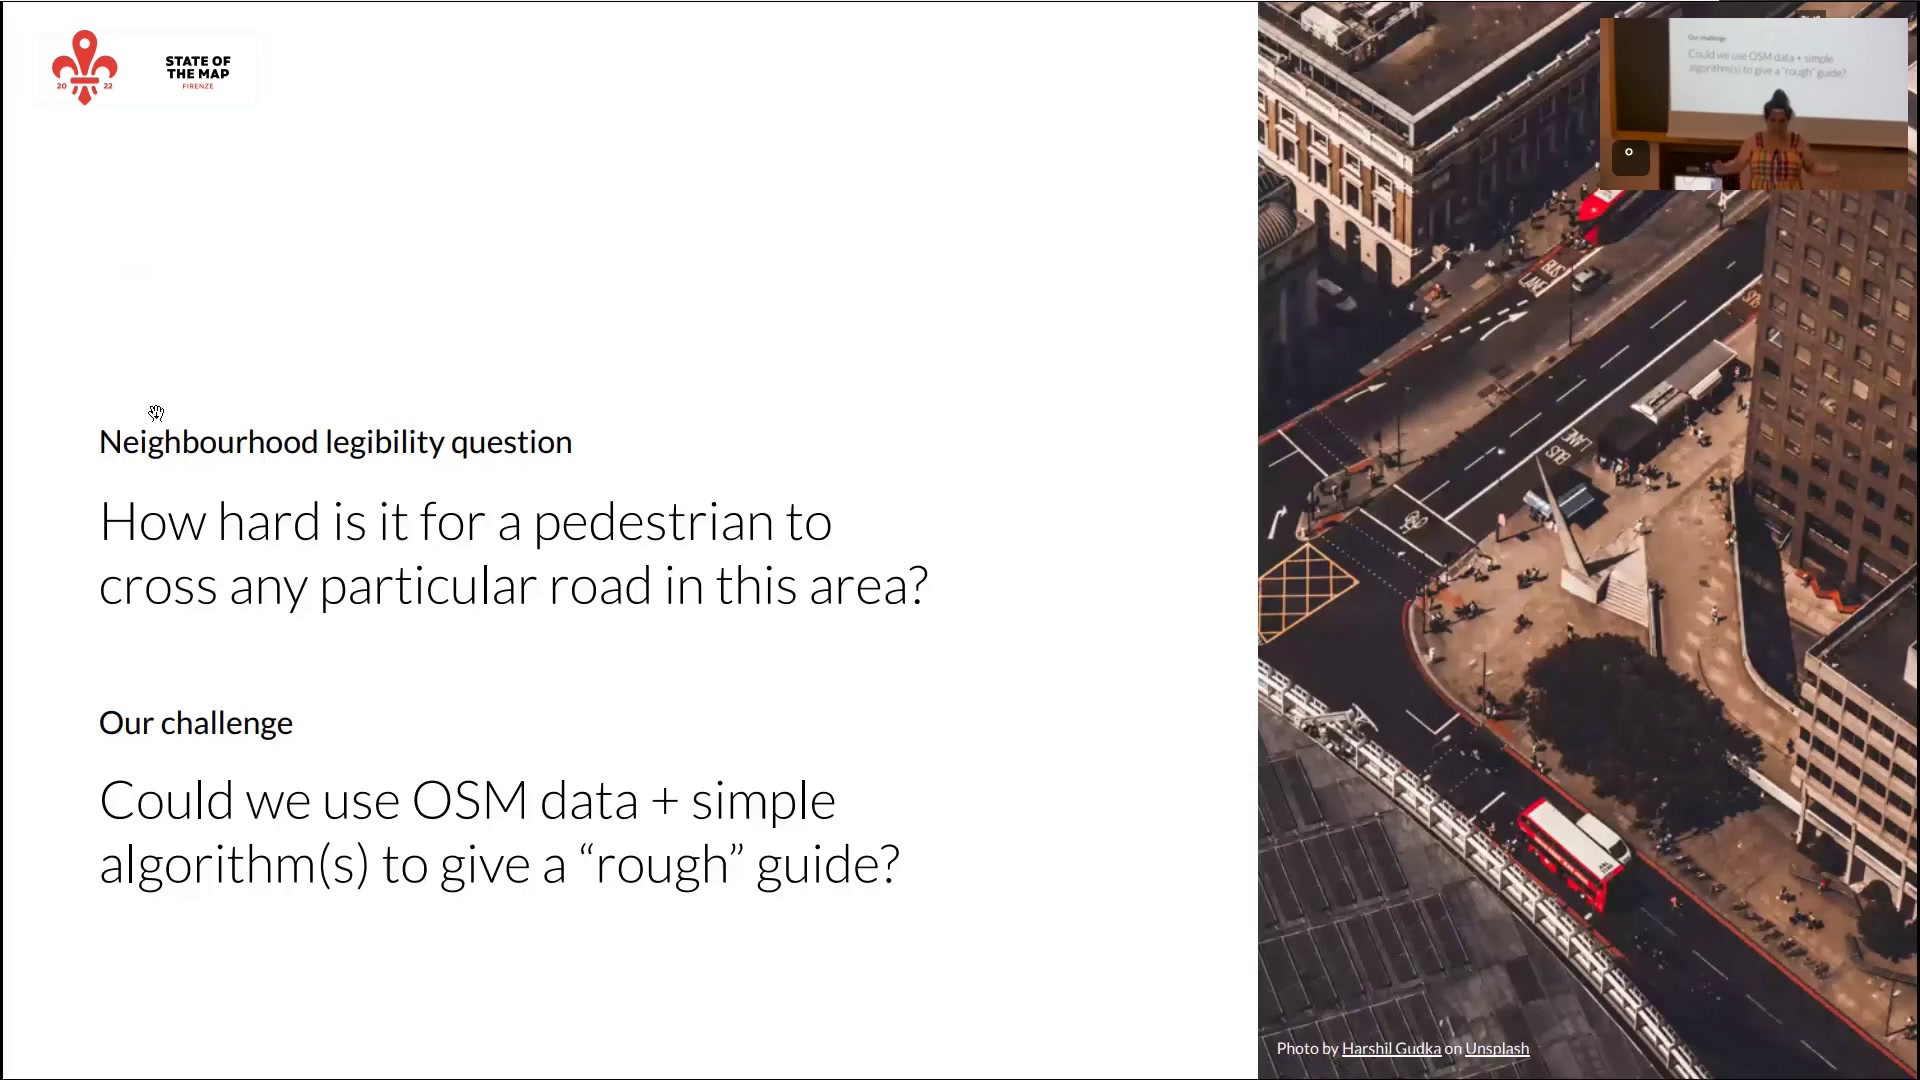 20 22
STATE OF
THE MAP
FIRENZE
Our challenge
Could we use OSM data + simple
algorithm(s) to give a "rough" guide?
Neighbourhood legibility question
How hard is it for a pedestrian to
cross any particular road in this area?
Our challenge
Could we use OSM data + simple
algorithm(s) to give a “rough” guide?
BUS
LANE
BUS
LANE
Photo by Harshil Gudka on Unsplash